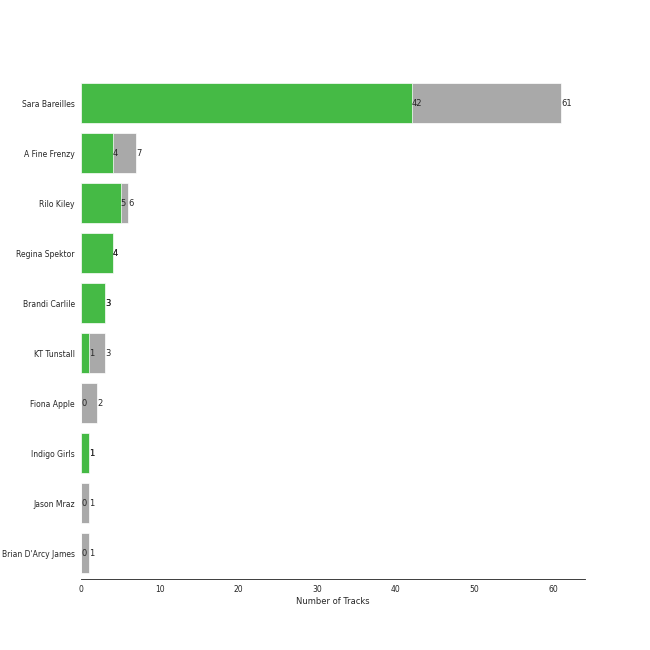 Sara Bareilles 42 61
A Fine Frenzy 4 7
Rilo Kiley 5 6
Regina Spektor 4
Brandi Carlile 3
KT Tunstall 1 3
Fiona Apple 0 2
Indigo Girls 1
Jason Mraz 0 1
Brian D'Arcy James 0 1
0 10 20 30 40 50 60
Number of Tracks